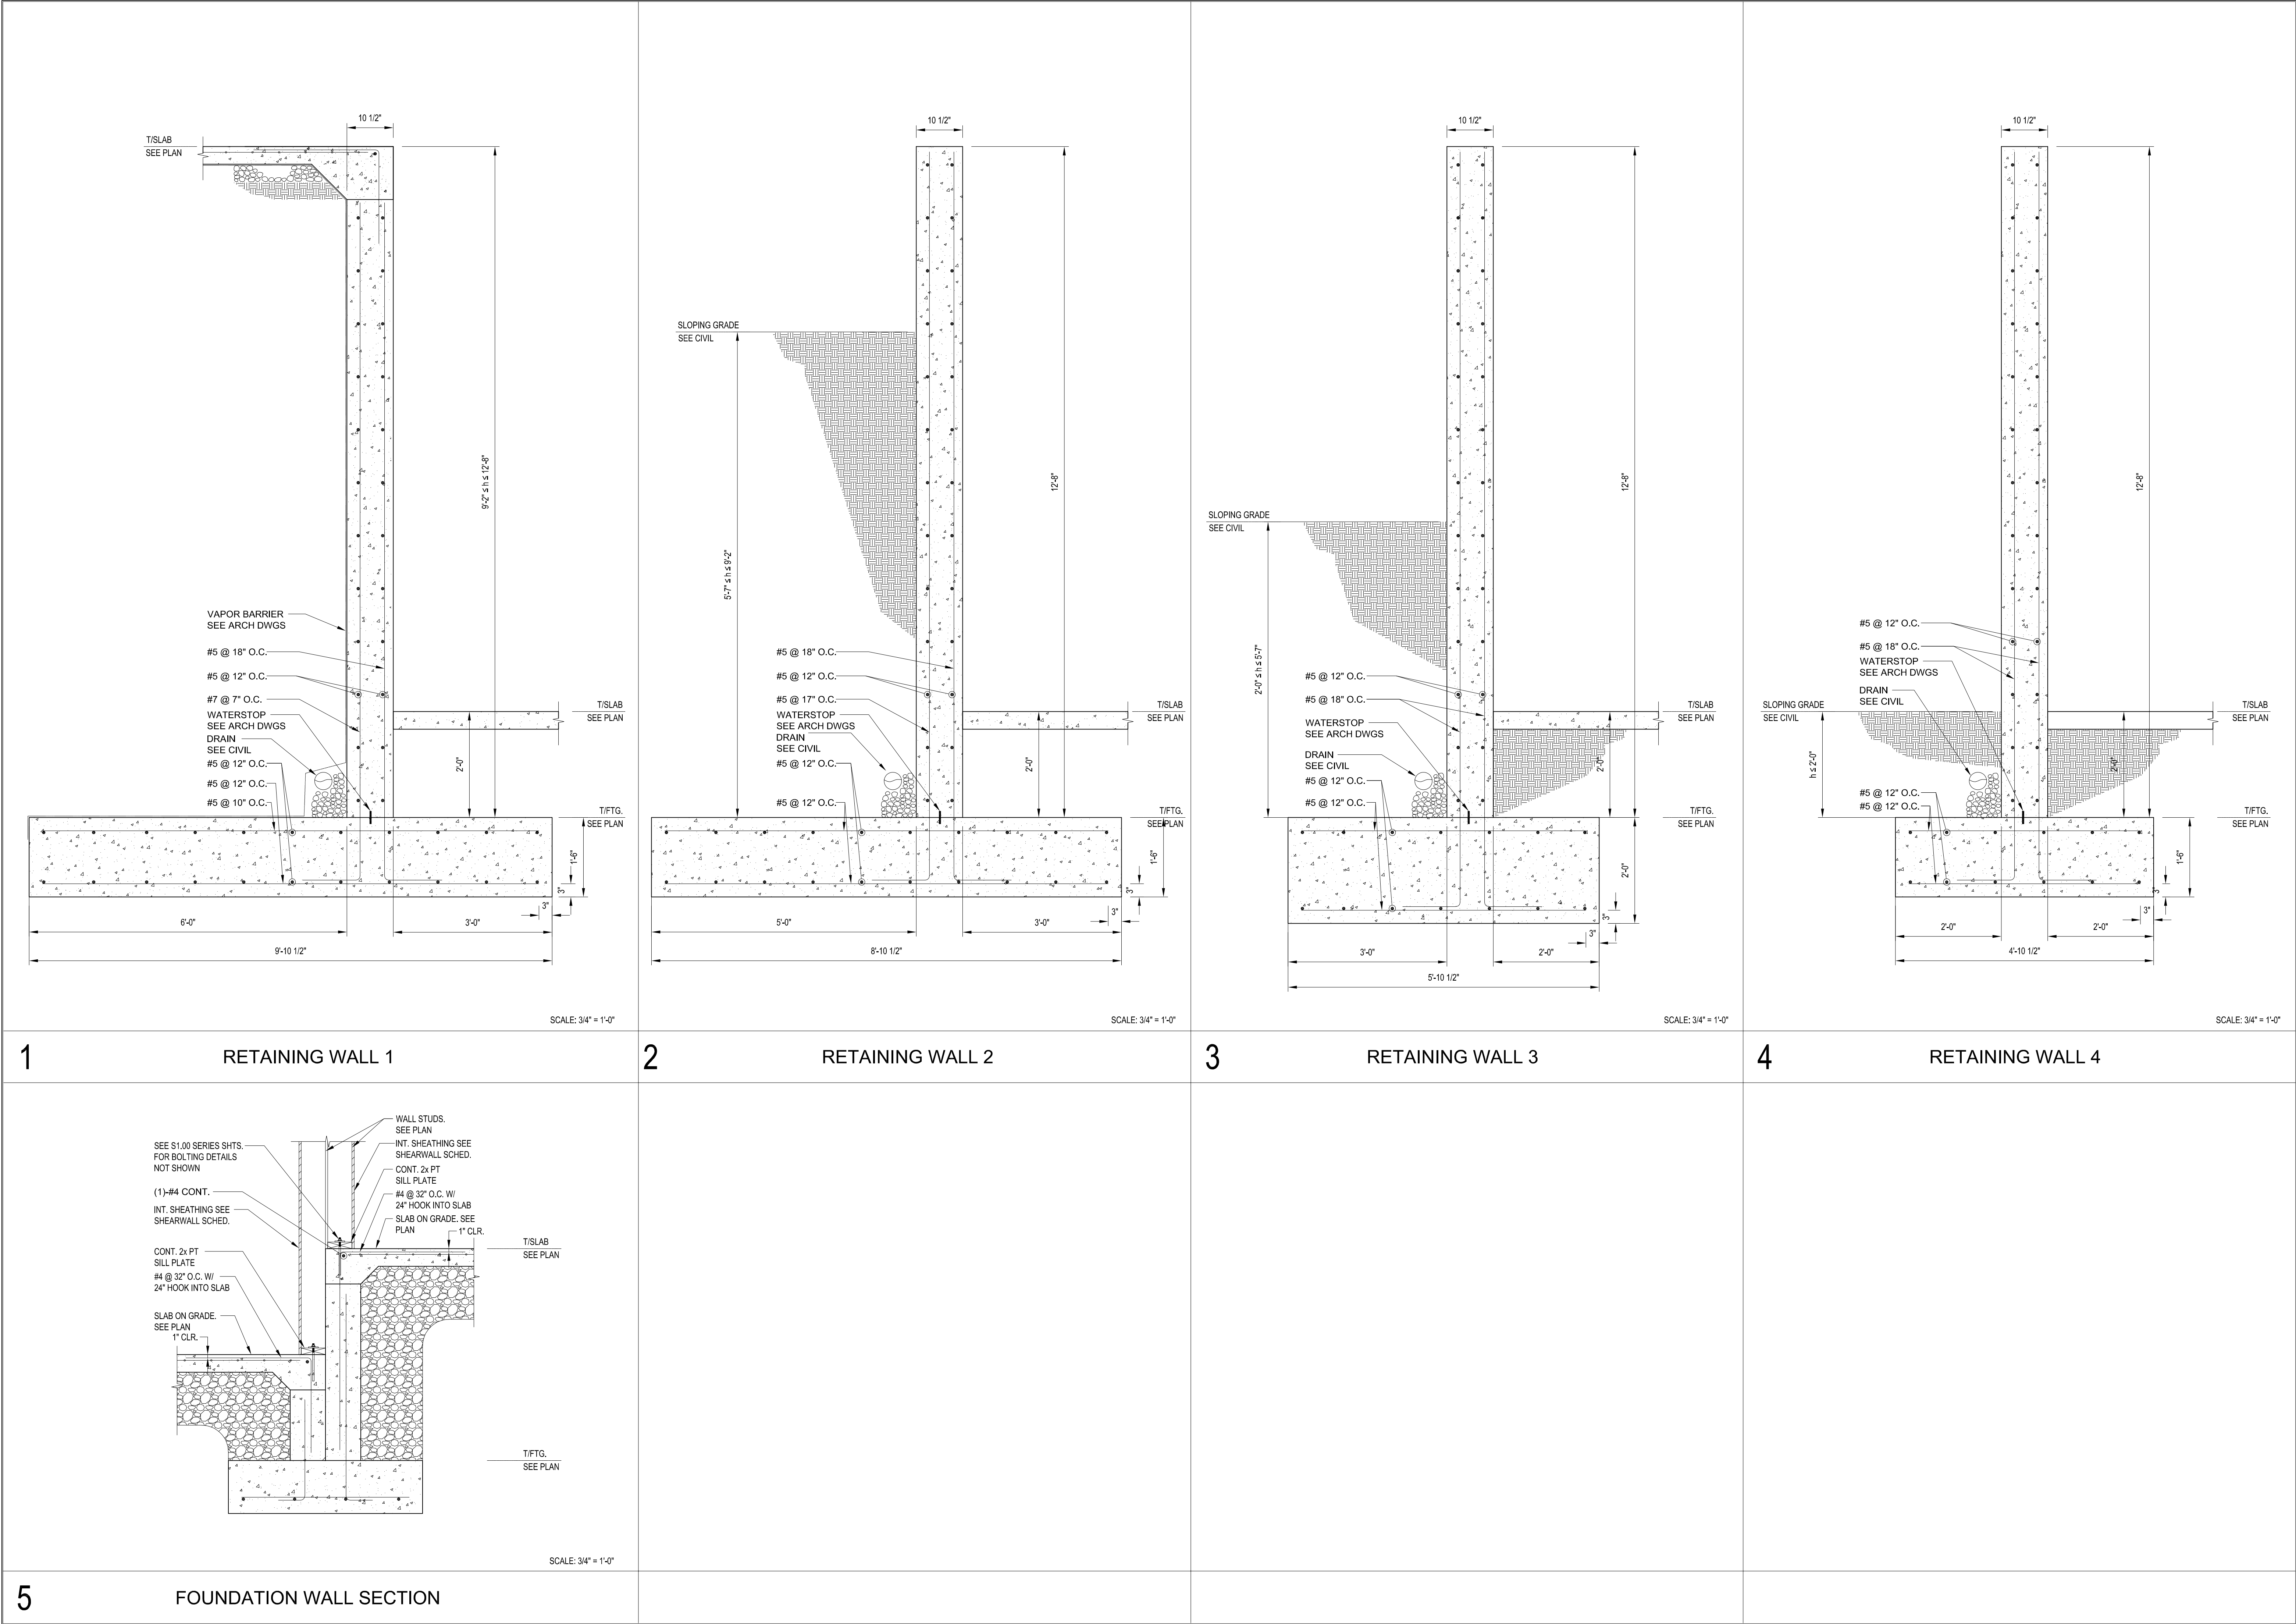 10 1/2"
T/SLAB
SEE PLAN
9'-2" ≤ h ≤ 12'-8"
VAPOR BARRIER
SEE ARCH DWGS
#5 @ 18" O.C.
#5 @ 12" O.C.
#7 @ 7" O.C.
WATERSTOP
SEE ARCH DWGS
DRAIN
SEE CIVIL
#5 @ 12" O.C.
#5 @ 12" O.C.
#5 @ 10" O.C.
T/SLAB
SEE PLAN
2'-0"
T/FTG.
SEE PLAN
1'-6"
3"
3"
6'-0"
3'-0"
9'-10 1/2"
SCALE: 3/4" = 1'-0"
1
RETAINING WALL 1
10 1/2"
SLOPING GRADE
SEE CIVIL
12'-8"
5'-7" ≤ h ≤ 9'-2"
#5 @ 18" O.C.
#5 @ 12" O.C.
#5 @ 17" O.C.
WATERSTOP
SEE ARCH DWGS
DRAIN
SEE CIVIL
#5 @ 12" O.C.
#5 @ 12" O.C.
T/SLAB
SEE PLAN
2'-0"
T/FTG.
SEE PLAN
1'-6"
3"
3"
5'-0"
3'-0"
8'-10 1/2"
SCALE: 3/4" = 1'-0"
2
RETAINING WALL 2
10 1/2"
12'-8"
SLOPING GRADE
SEE CIVIL
2'-0" ≤ h ≤ 5'-7"
#5 @ 12" O.C.
#5 @ 18" O.C.
WATERSTOP
SEE ARCH DWGS
DRAIN
SEE CIVIL
#5 @ 12" O.C.
#5 @ 12" O.C.
T/SLAB
SEE PLAN
2'-0"
T/FTG.
SEE PLAN
2'-0"
3"
3"
3'-0"
2'-0"
5'-10 1/2"
SCALE: 3/4" = 1'-0"
3
RETAINING WALL 3
10 1/2"
12'-8"
#5 @ 12" O.C.
#5 @ 18" O.C.
WATERSTOP
SEE ARCH DWGS
DRAIN
SEE CIVIL
SLOPING GRADE
SEE CIVIL
h ≤ 2'-0"
#5 @ 12" O.C.
#5 @ 12" O.C.
T/SLAB
SEE PLAN
2'-0"
T/FTG.
SEE PLAN
1'-6"
3"
3"
2'-0"
2'-0"
4'-10 1/2"
SCALE: 3/4" = 1'-0"
4
RETAINING WALL 4
SEE S1.00 SERIES SHTS.
FOR BOLTING DETAILS
NOT SHOWN
(1)-#4 CONT.
INT. SHEATHING SEE
SHEARWALL SCHED.
CONT. 2x PT
SILL PLATE
#4 @ 32" O.C. W/
24" HOOK INTO SLAB
SLAB ON GRADE.
SEE PLAN
1" CLR.
WALL STUDS.
SEE PLAN
INT. SHEATHING SEE
SHEARWALL SCHED.
CONT. 2x PT
SILL PLATE
#4 @ 32" O.C. W/
24" HOOK INTO SLAB
SLAB ON GRADE. SEE
PLAN
1" CLR.
T/SLAB
SEE PLAN
T/FTG.
SEE PLAN
SCALE: 3/4" = 1'-0"
5
FOUNDATION WALL SECTION